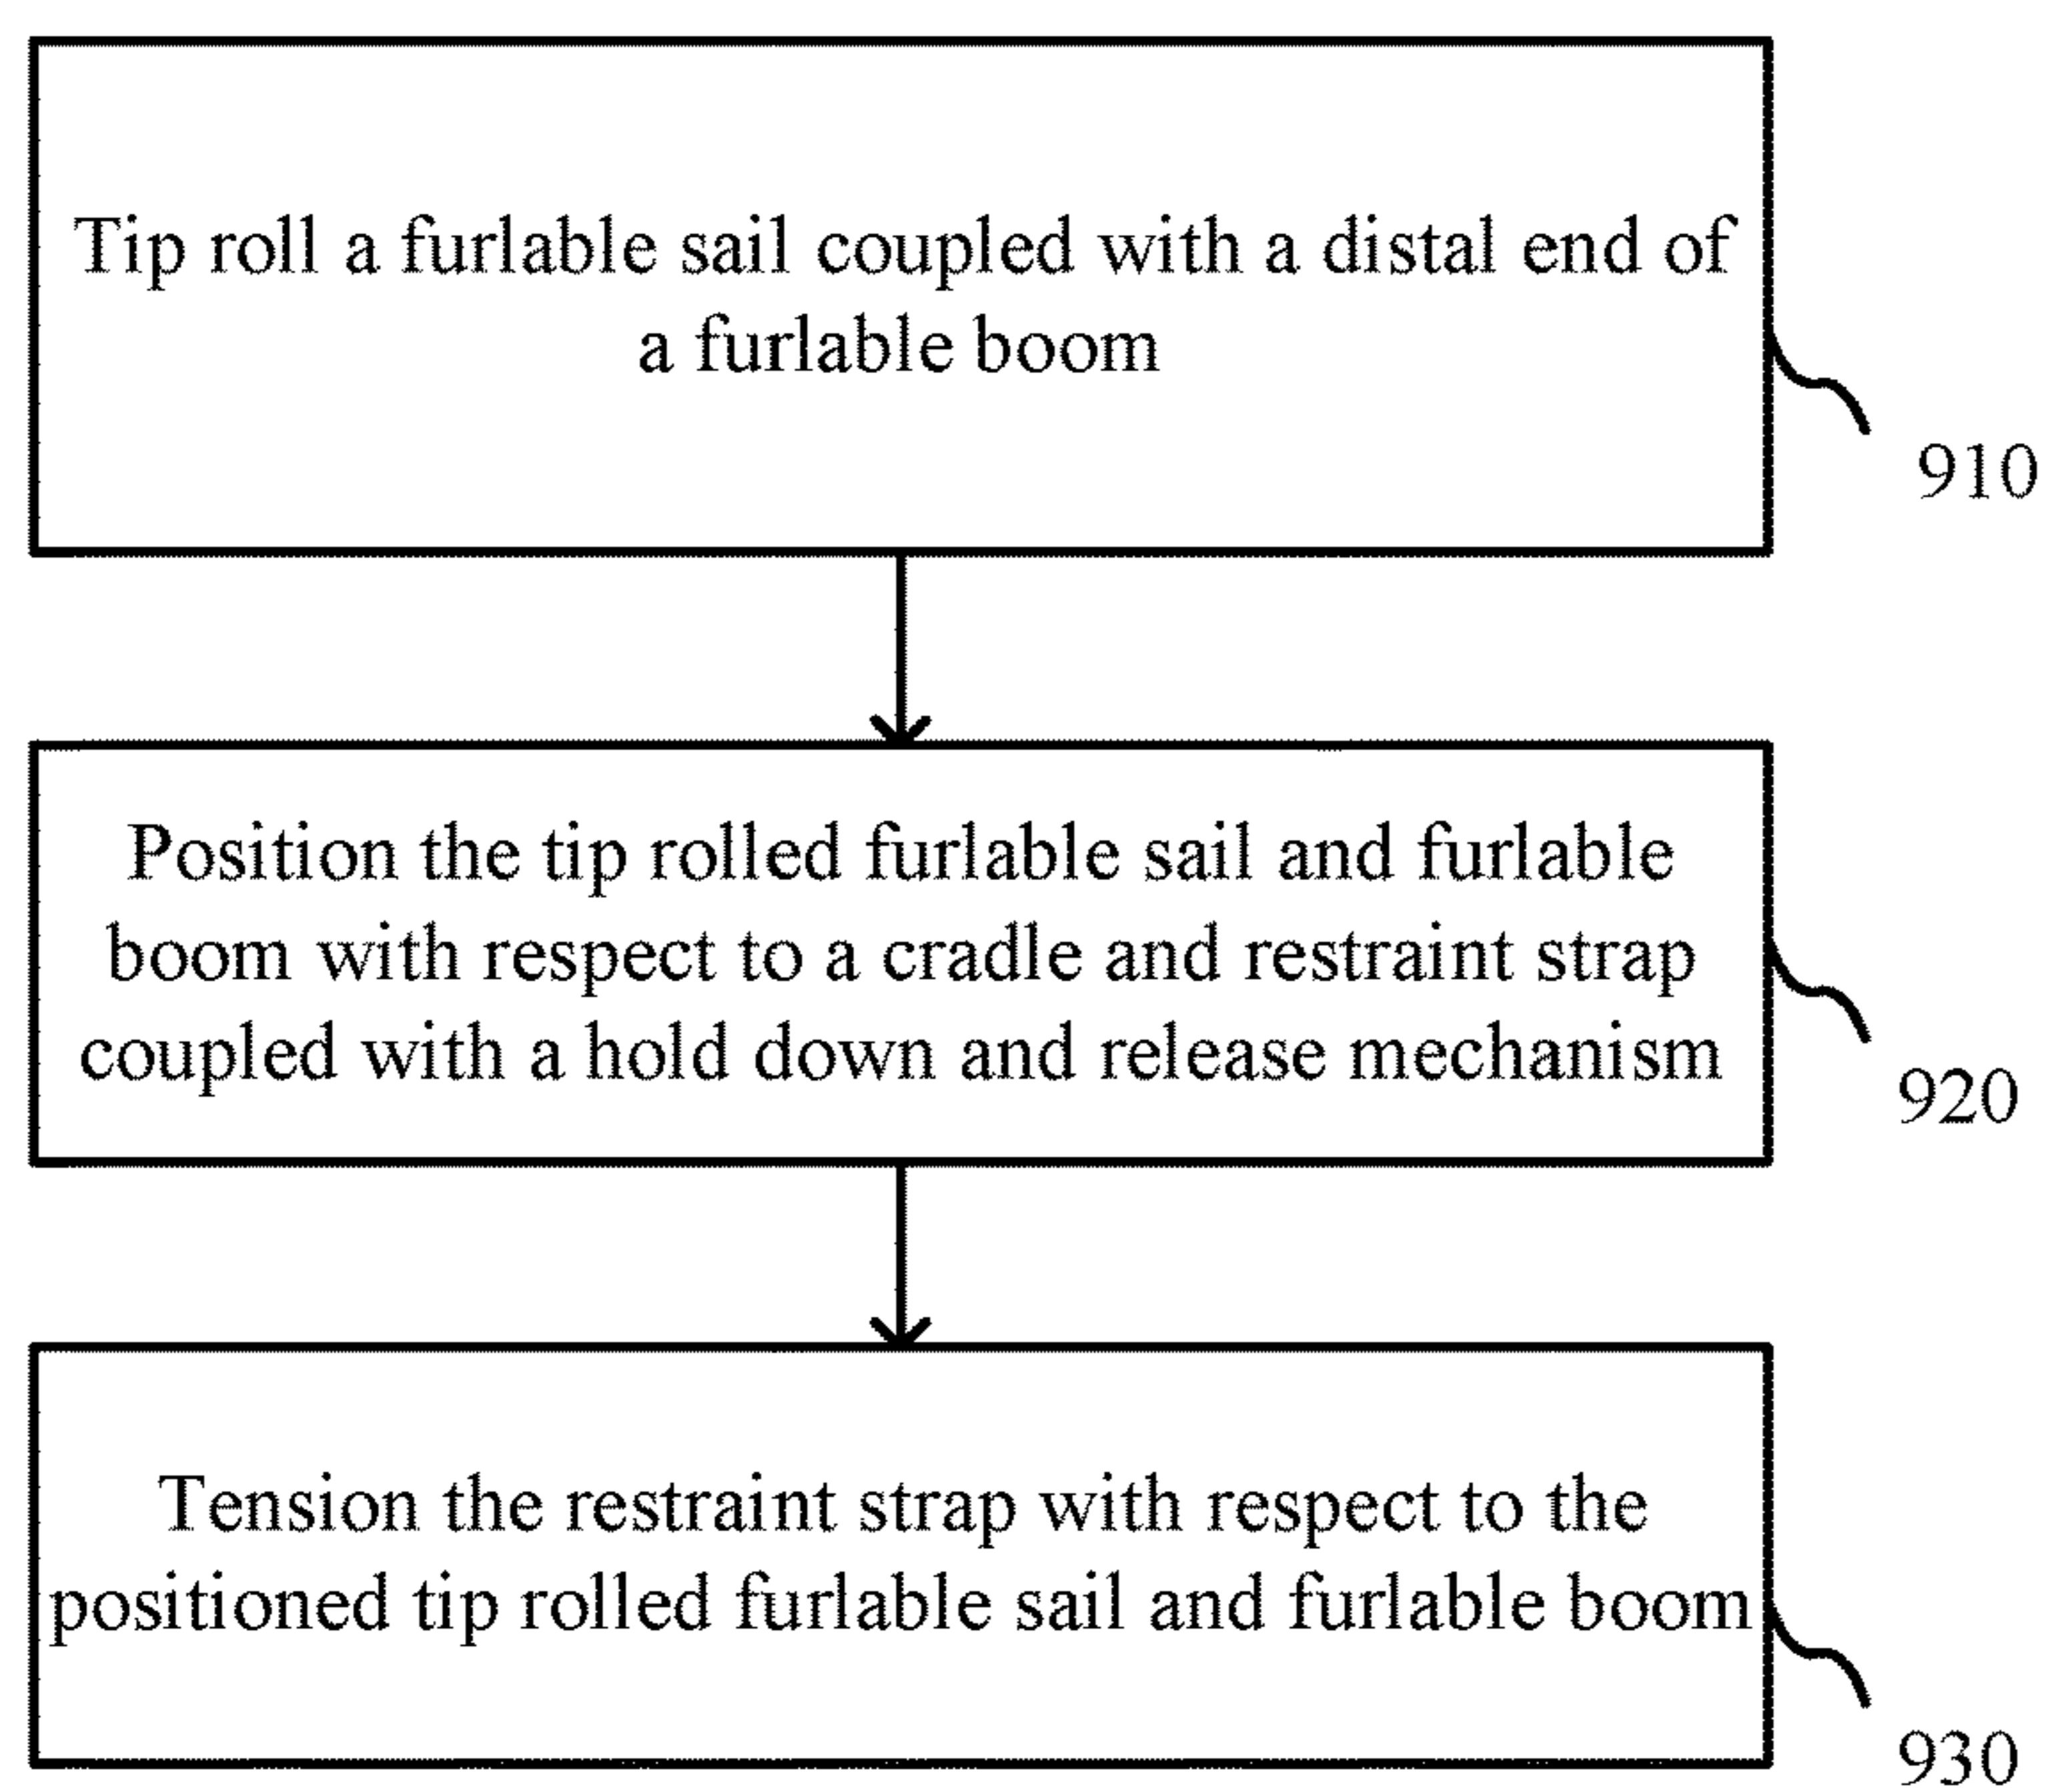 Tip roll a furlable sail coupled with a distal end of
a furlable boom
910
Position the tip rolled furlable sail and furlable
boom with respect to a cradle and restraint strap
coupled with a hold down and release mechanism
920
Tension the restraint strap with respect to the
positioned tip rolled furlable sail and furlable boom
930